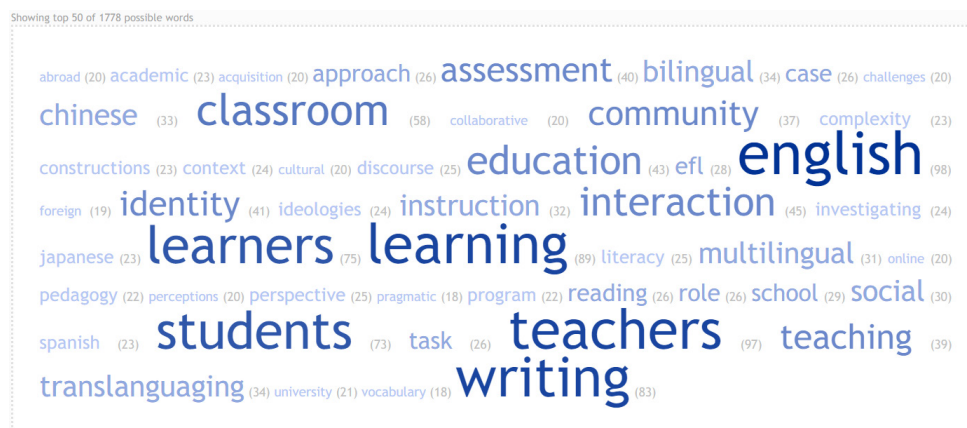 Showing top 50 of 1778 possible words
abroad (20) academic (23) acquisition (20) approach (26) assessment (40) bilingual (34) case (26) challenges (20)
chinese (33) classroom (58) collaborative (20) community (37) complexity (23)
constructions (23) context (24) cultural (20) discourse (25) education (43) efl (28) english (98)
foreign (19) identity (41) ideologies (24) instruction (32) interaction (45) investigating (24)
japanese (23) learners (75) learning (89) literacy (25) multilingual (31) online (20)
pedagogy (22) perceptions (20) perspective (25) pragmatic (18) program (22) reading (26) role (26) school (29) social (30)
spanish (23) students (73) task (26) teachers (97) teaching (39)
translanguaging (34) university (21) vocabulary (18) writing (83)